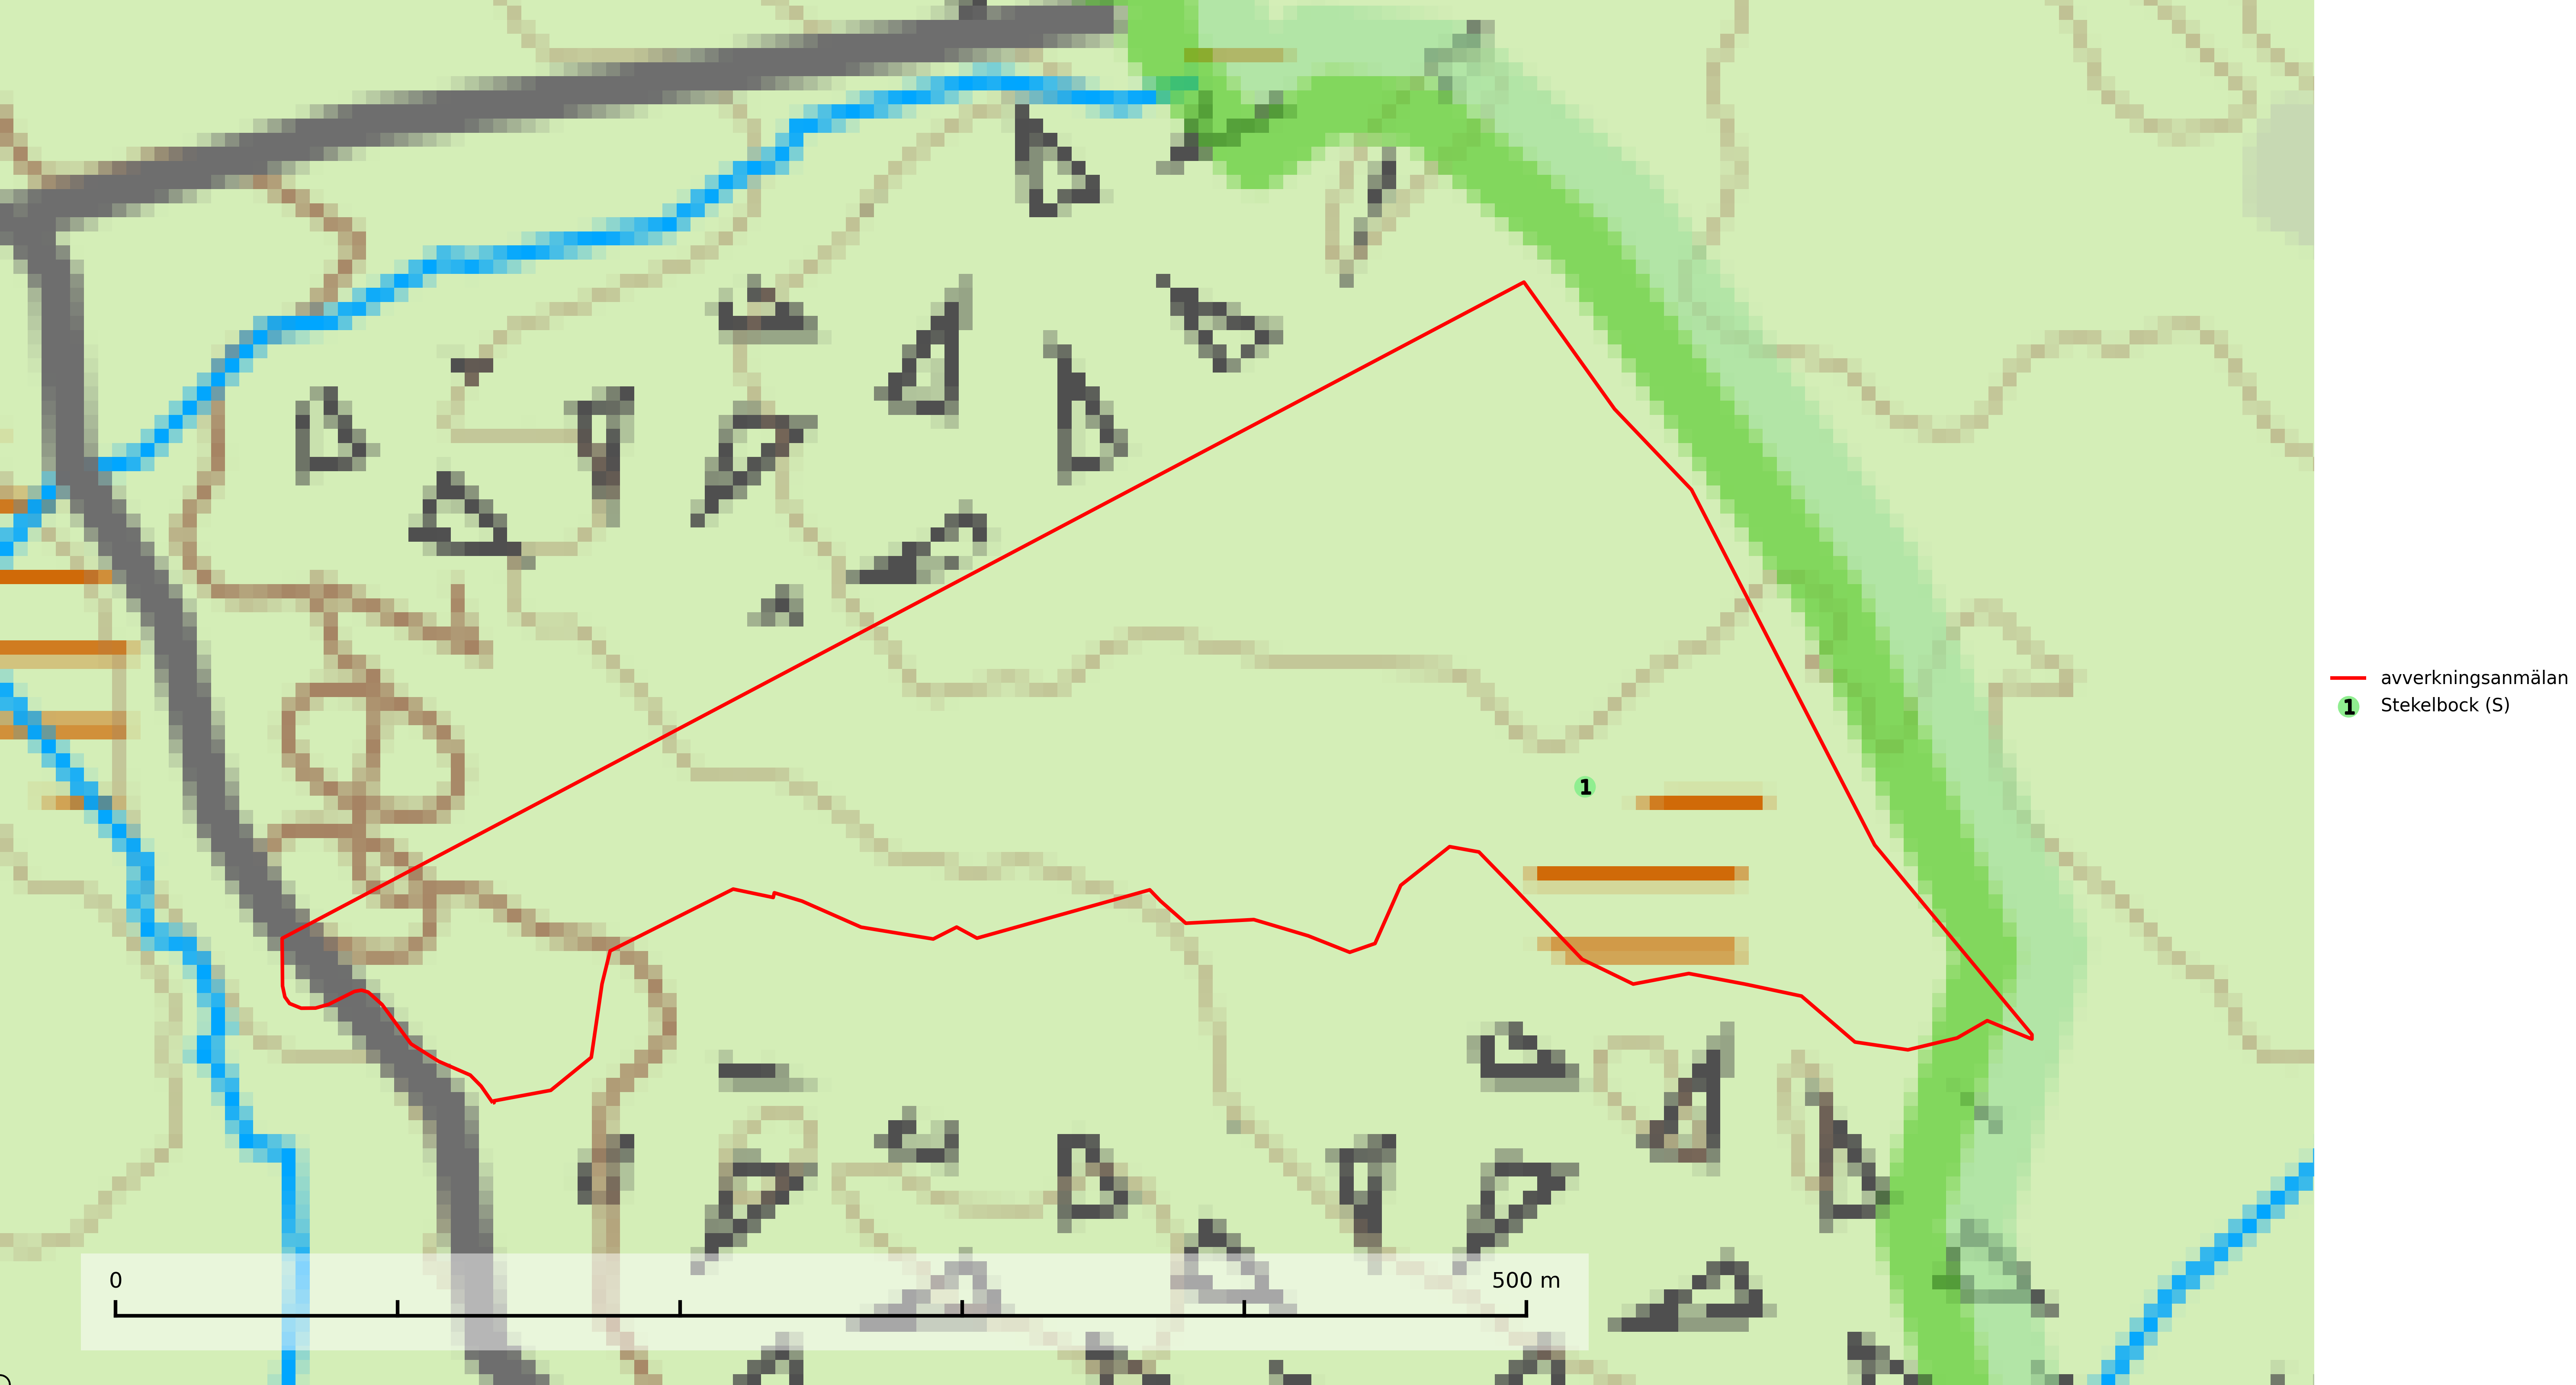 1
0 500 m
avverkningsanmälan
1 Stekelbock (S)